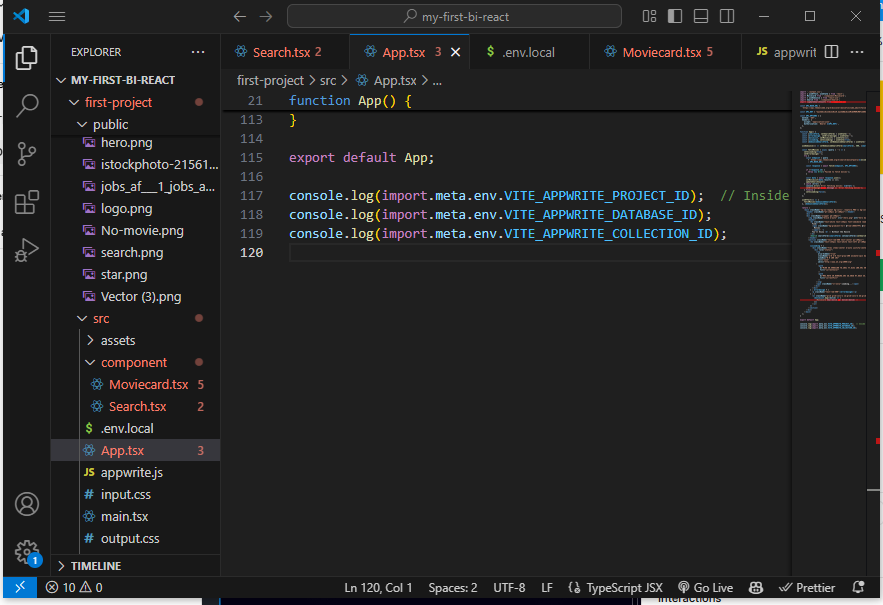 my-first-bi-react
EXPLORER
Search.tsx 2
App.tsx 3
$ .env.local
Moviecard.tsx 5
JS appwrit
MY-FIRST-BI-REACT
first-project > src > App.tsx > ...
first-project
public
hero.png
istockphoto-21561...
jobs_af___1_jobs_a...
logo.png
No-movie.png
search.png
star.png
Vector (3).png
src
assets
component
Moviecard.tsx 5
Search.tsx 2
$ .env.local
App.tsx 3
JS appwrite.js
# input.css
main.tsx
# output.css
TIMELINE
21 function App() {
113 }
114
115 export default App;
116
117 console.log(import.meta.env.VITE_APPWRITE_PROJECT_ID); // Inside
118 console.log(import.meta.env.VITE_APPWRITE_DATABASE_ID);
119 console.log(import.meta.env.VITE_APPWRITE_COLLECTION_ID);
120
1
10 0
Ln 120, Col 1 Spaces: 2 UTF-8 LF {} TypeScript JSX Go Live Prettier
interactions